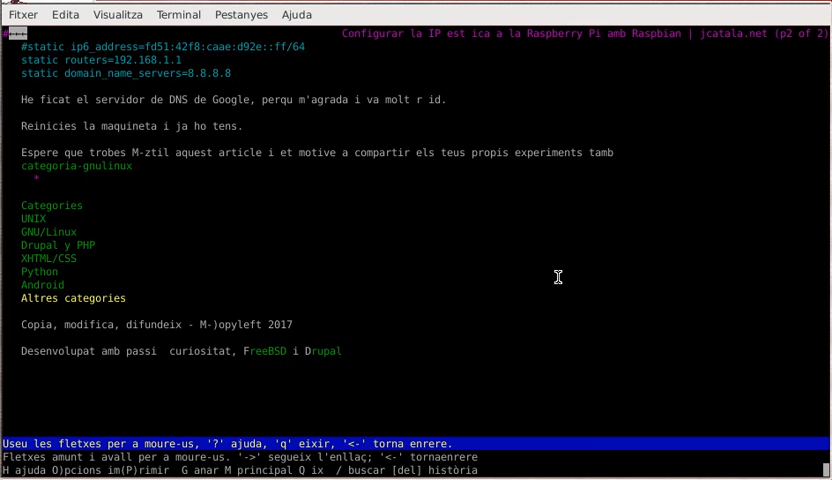 Fitxer Edita Visualitza Terminal Pestanyes Ajuda
#←←← Configurar la IP est ica a la Raspberry Pi amb Raspbian | jcatala.net (p2 of 2)
#static ip6_address=fd51:42f8:caae:d92e::ff/64
static routers=192.168.1.1
static domain_name_servers=8.8.8.8
He ficat el servidor de DNS de Google, perqu m'agrada i va molt r id.
Reinicies la maquineta i ja ho tens.
Espere que trobes M-ztil aquest article i et motive a compartir els teus propis experiments tamb
categoria-gnulinux
*
Categories
UNIX
GNU/Linux
Drupal y PHP
XHTML/CSS
Python
Android
Altres categories
Copia, modifica, difundeix - M-)opyleft 2017
Desenvolupat amb passi  curiositat, FreeBSD i Drupal
Useu les fletxes per a moure-us, '?' ajuda, 'q' eixir, '<-' torna enrere.
Fletxes amunt i avall per a moure-us. '->' segueix l'enllaç; '<-' tornaenrere
H ajuda O)pcions im(P)rimir  G anar M principal Q ix  / buscar [del] història